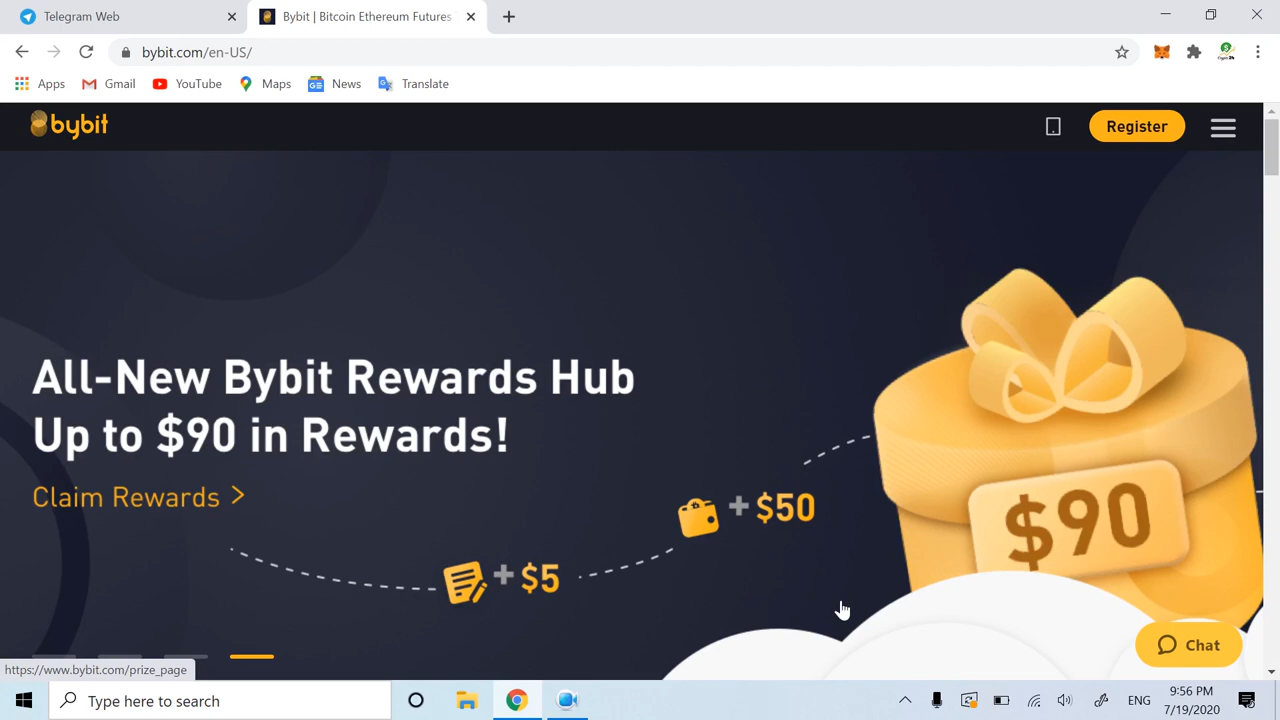 Telegram Web
Bybit | Bitcoin Ethereum Futures
bybit.com/en-US/
Apps
Gmail
YouTube
Maps
News
Translate
bybit
Register
All-New Bybit Rewards Hub
Up to $90 in Rewards!
Claim Rewards >
+ $5
+ $50
$90
Chat
https://www.bybit.com/prize_page
Type here to search
ENG
9:56 PM
7/19/2020